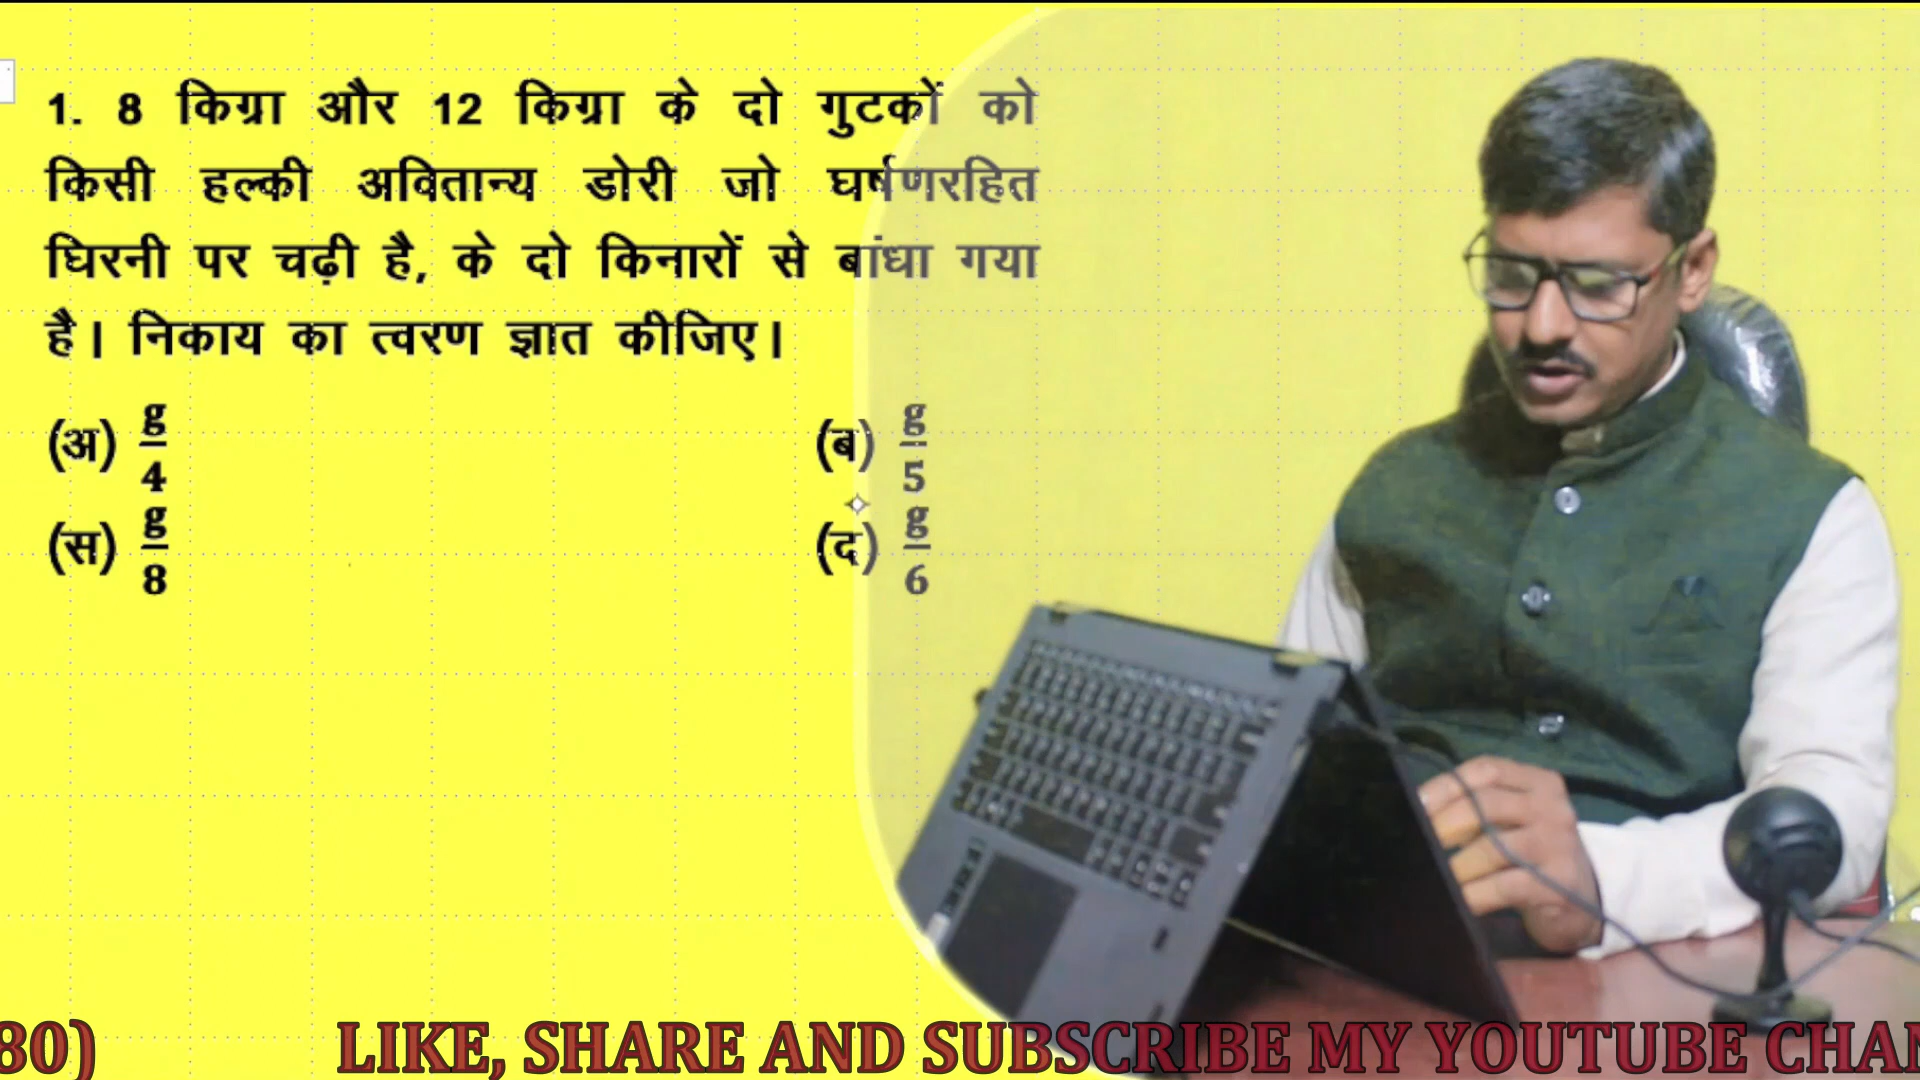 1. 8 किग्रा और 12 किग्रा के दो गुटकों को
किसी हल्की अवितान्य डोरी जो घर्षणरहित
घिरनी पर चढ़ी है, के दो किनारों से बांधा गया
है। निकाय का त्वरण ज्ञात कीजिए।
(अ) g/4
(ब) g/5
(स) g/8
(द) g/6
80) LIKE, SHARE AND SUBSCRIBE MY YOUTUBE CHAN